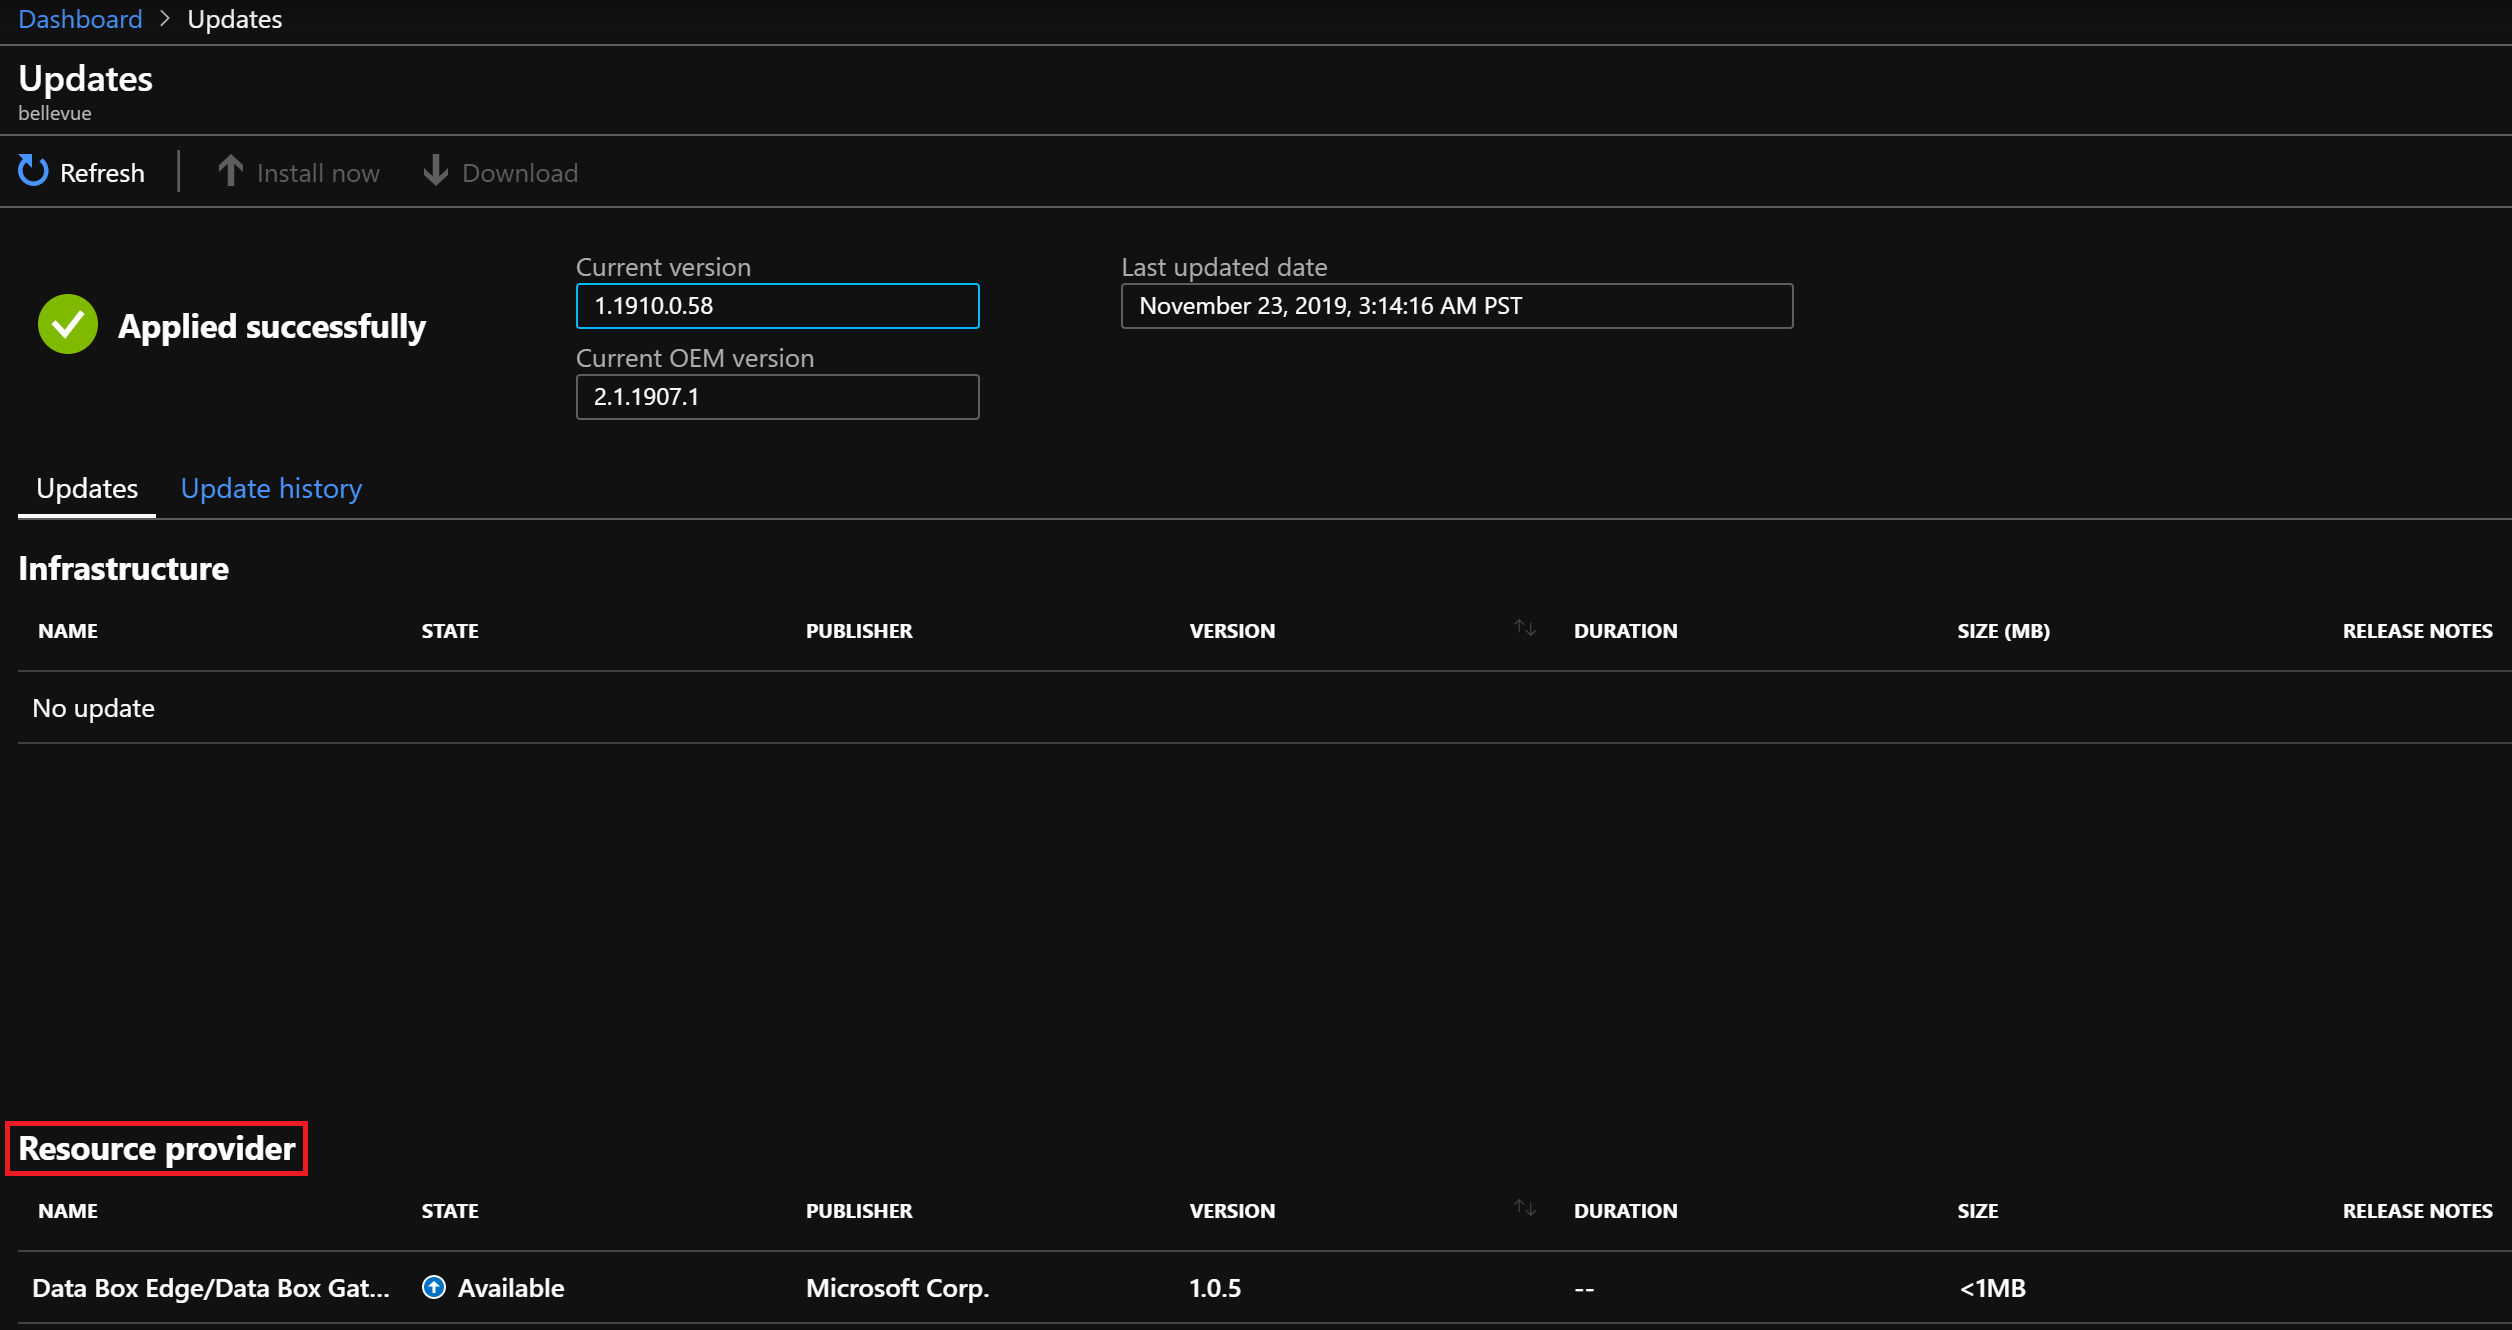 Dashboard > Updates
Updates
bellevue
Refresh Install now Download
Current version Last updated date
1.1910.0.58 November 23, 2019, 3:14:16 AM PST
Applied successfully
Current OEM version
2.1.1907.1
Updates Update history
Infrastructure
NAME STATE PUBLISHER VERSION DURATION SIZE (MB) RELEASE NOTES
No update
Resource provider
NAME STATE PUBLISHER VERSION DURATION SIZE RELEASE NOTES
Data Box Edge/Data Box Gat... Available Microsoft Corp. 1.0.5 -- <1MB